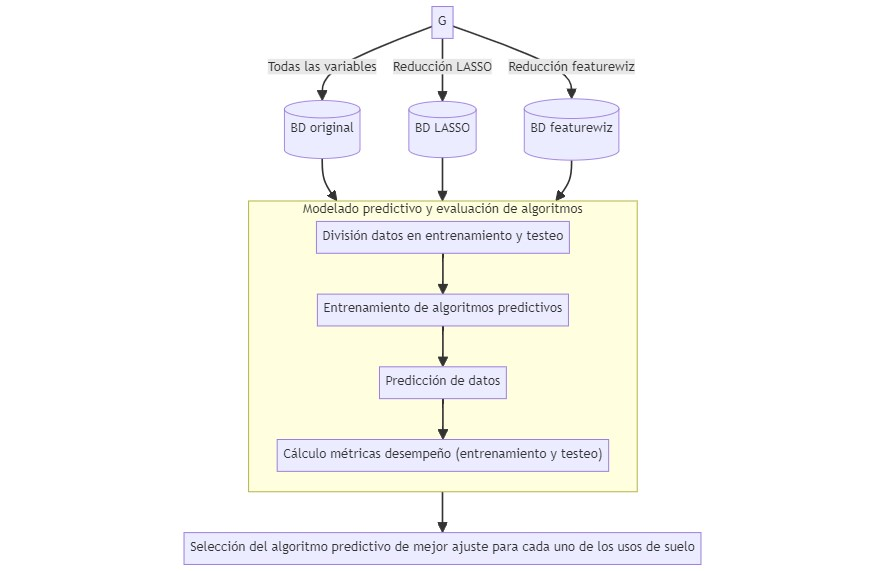 G
Todas las variables
Reducción LASSO
Reducción featurewiz
BD original
BD LASSO
BD featurewiz
Modelado predictivo y evaluación de algoritmos
División datos en entrenamiento y testeo
Entrenamiento de algoritmos predictivos
Predicción de datos
Cálculo métricas desempeño (entrenamiento y testeo)
Selección del algoritmo predictivo de mejor ajuste para cada uno de los usos de suelo